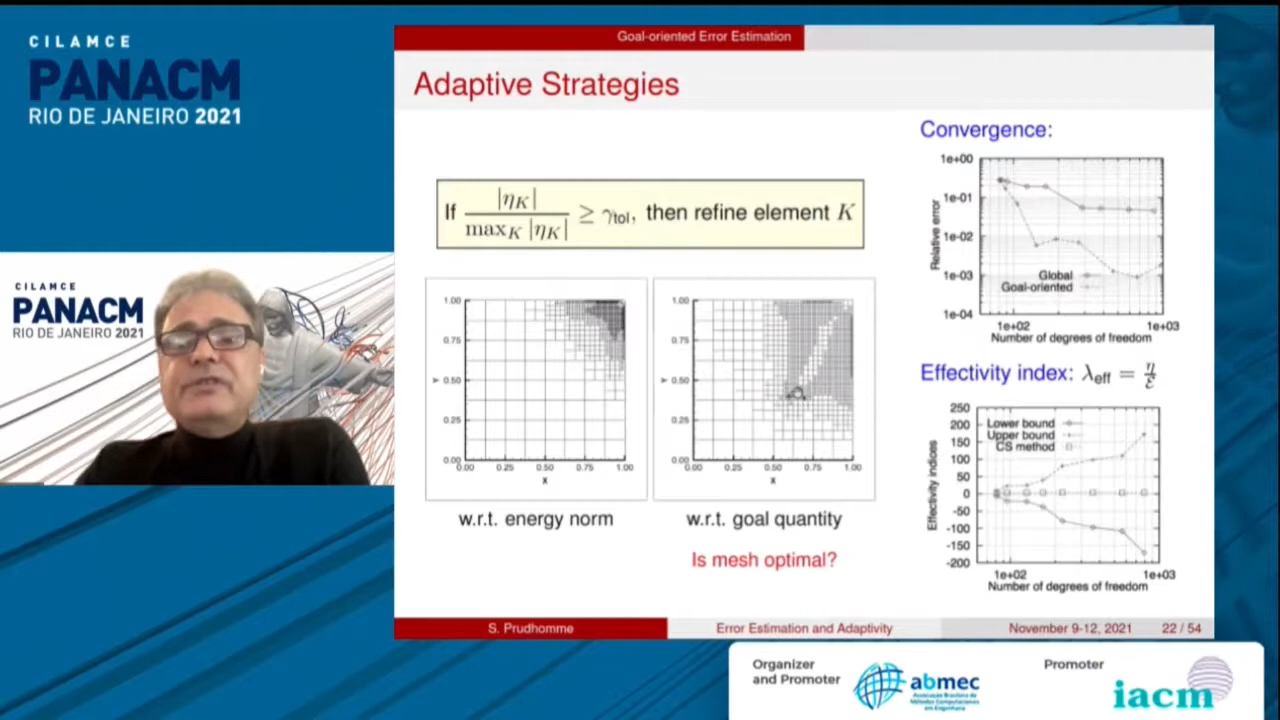 CILAMCE
PANACM
RIO DE JANEIRO 2021
CILAMCE
PANACM
RIO DE JANEIRO 2021
Goal-oriented Error Estimation
Adaptive Strategies
If |η_K| / max_K |η_K| ≥ γ_tol, then refine element K
1.00
0.75
Y 0.50
0.25
0.00
0.00 0.25 0.50 0.75 1.00
X
w.r.t. energy norm
1.00
0.75
Y 0.50
0.25
0.00
0.00 0.25 0.50 0.75 1.00
X
w.r.t. goal quantity
Is mesh optimal?
Convergence:
1e+00
1e-01
1e-02
1e-03
1e-04
Relative error
Global
Goal-oriented
1e+02 1e+03
Number of degrees of freedom
Effectivity index: λ_eff = η/ℰ
250
200
150
100
50
0
-50
-100
-150
-200
Effectivity indices
Lower bound
Upper bound
CS method
1e+02 1e+03
Number of degrees of freedom
S. Prudhomme
Error Estimation and Adaptivity
November 9-12, 2021 22 / 54
Organizer
and Promoter
abmec
Associação Brasileira de
Métodos Computacionais
em Engenharia
Promoter
iacm